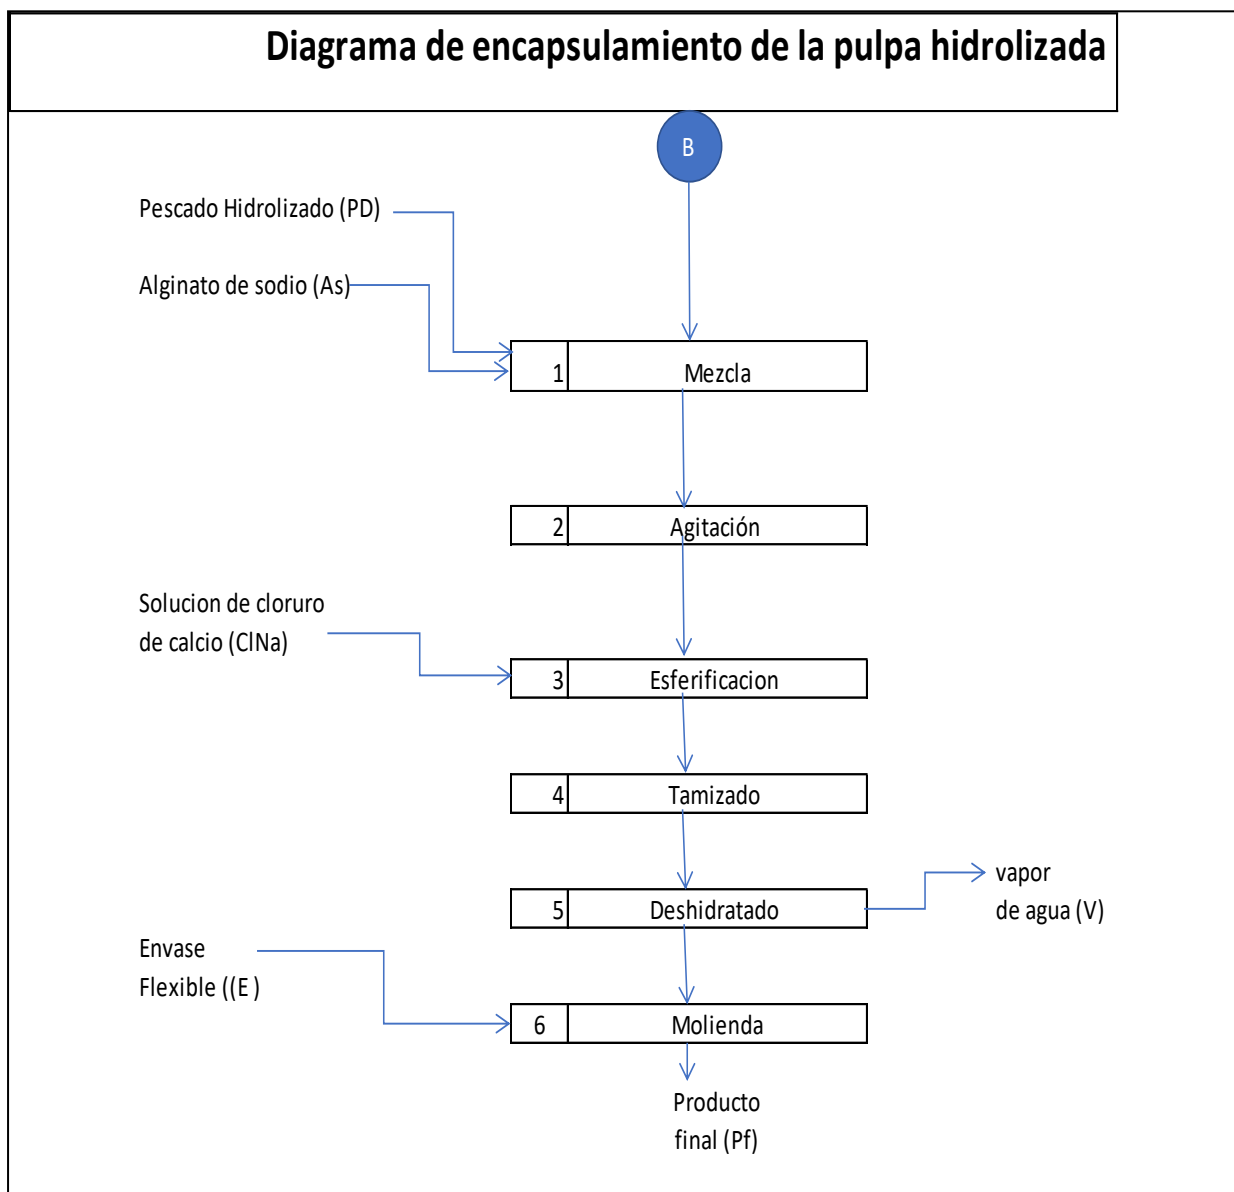 Diagrama de encapsulamiento de la pulpa hidrolizada
B
Pescado Hidrolizado (PD)
Alginato de sodio (As)
1 Mezcla
2 Agitación
Solucion de cloruro
de calcio (ClNa)
3 Esferificacion
4 Tamizado
vapor
5 Deshidratado
de agua (V)
Envase
Flexible ((E )
6 Molienda
Producto
final (Pf)